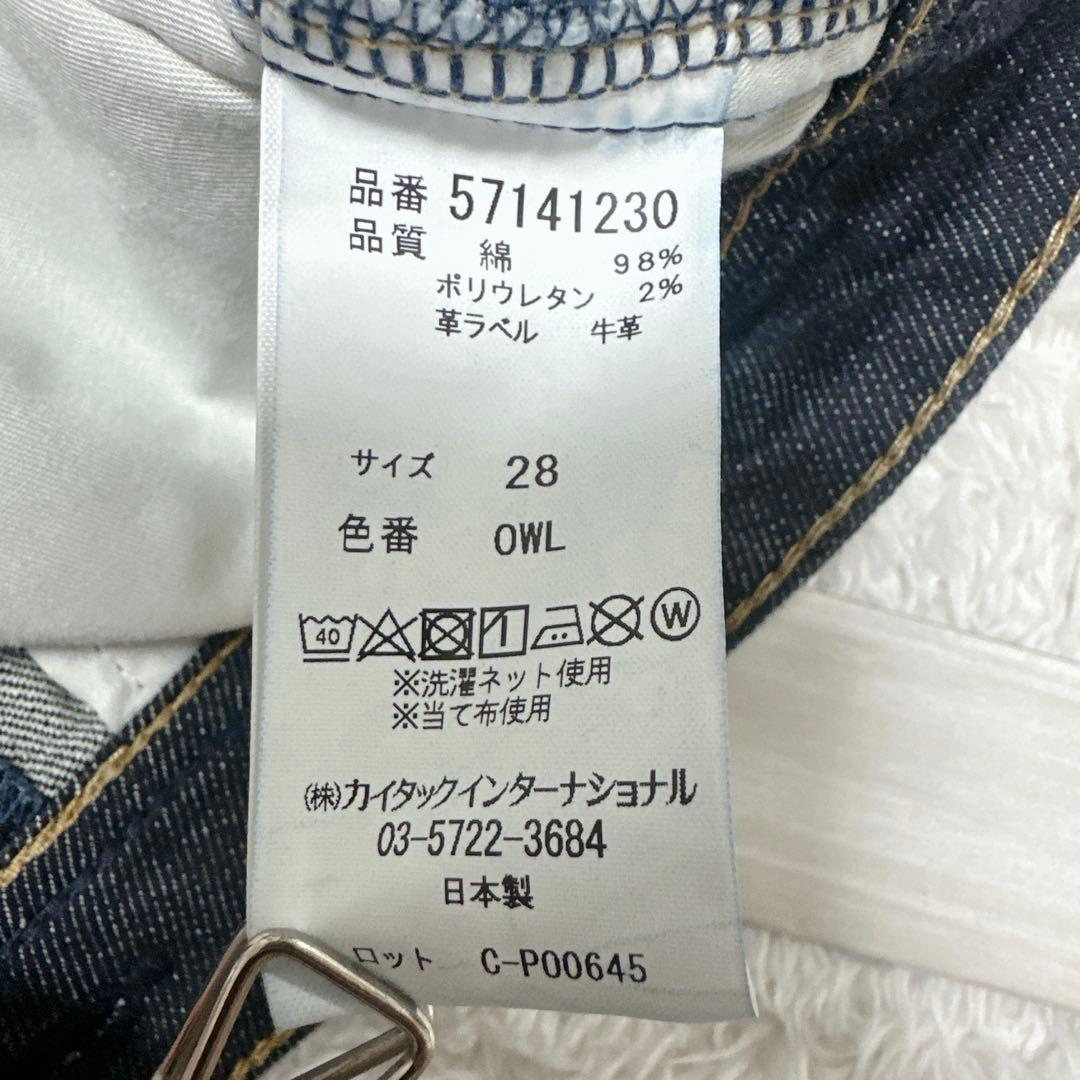 品番 57141230
品質 綿 98%
ポリウレタン 2%
革ラベル 牛革
サイズ 28
色番 OWL
40 W
※洗濯ネット使用
※当て布使用
㈱カイタックインターナショナル
03-5722-3684
日本製
ロット C-P00645